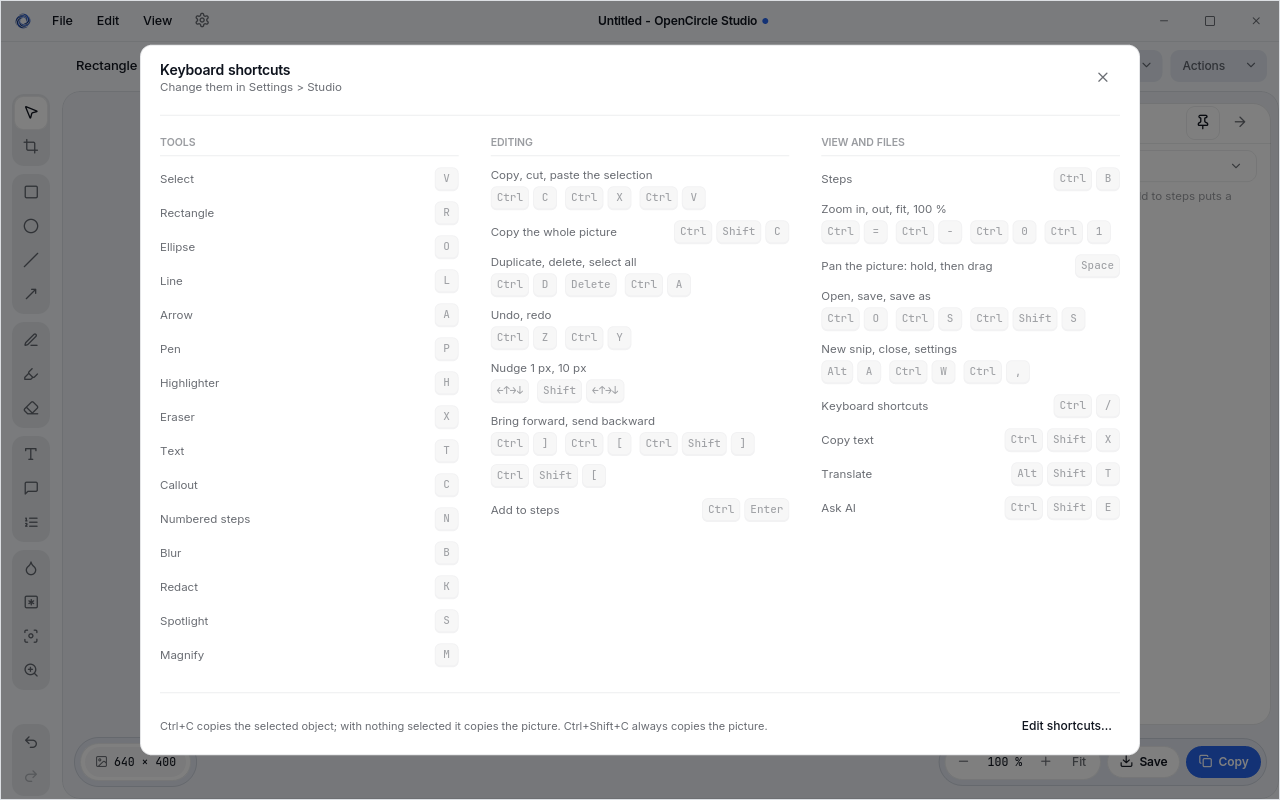 File Edit View
Untitled - OpenCircle Studio
Rectangle
Actions
Keyboard shortcuts
Change them in Settings > Studio
TOOLS
Select V
Rectangle R
Ellipse O
Line L
Arrow A
Pen P
Highlighter H
Eraser X
Text T
Callout C
Numbered steps N
Blur B
Redact K
Spotlight S
Magnify M
EDITING
Copy, cut, paste the selection
Ctrl C Ctrl X Ctrl V
Copy the whole picture Ctrl Shift C
Duplicate, delete, select all
Ctrl D Delete Ctrl A
Undo, redo
Ctrl Z Ctrl Y
Nudge 1 px, 10 px
←↑→↓ Shift ←↑→↓
Bring forward, send backward
Ctrl ] Ctrl [ Ctrl Shift ]
Ctrl Shift [
Add to steps Ctrl Enter
VIEW AND FILES
Steps Ctrl B
Zoom in, out, fit, 100 %
Ctrl = Ctrl - Ctrl 0 Ctrl 1
Pan the picture: hold, then drag Space
Open, save, save as
Ctrl O Ctrl S Ctrl Shift S
New snip, close, settings
Alt A Ctrl W Ctrl ,
Keyboard shortcuts Ctrl /
Copy text Ctrl Shift X
Translate Alt Shift T
Ask AI Ctrl Shift E
to steps puts a
Ctrl+C copies the selected object; with nothing selected it copies the picture. Ctrl+Shift+C always copies the picture.
Edit shortcuts...
640 × 400
100 %
Fit
Save
Copy